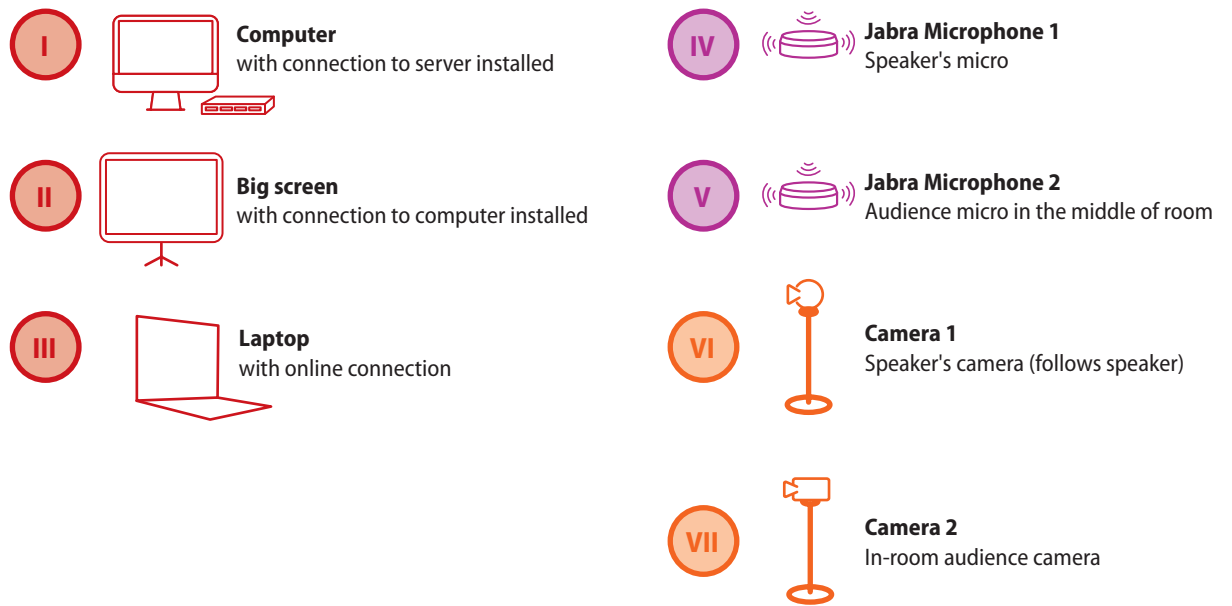 I
Computer
with connection to server installed
II
Big screen
with connection to computer installed
III
Laptop
with online connection
IV
Jabra Microphone 1
Speaker's micro
V
Jabra Microphone 2
Audience micro in the middle of room
VI
Camera 1
Speaker's camera (follows speaker)
VII
Camera 2
In-room audience camera